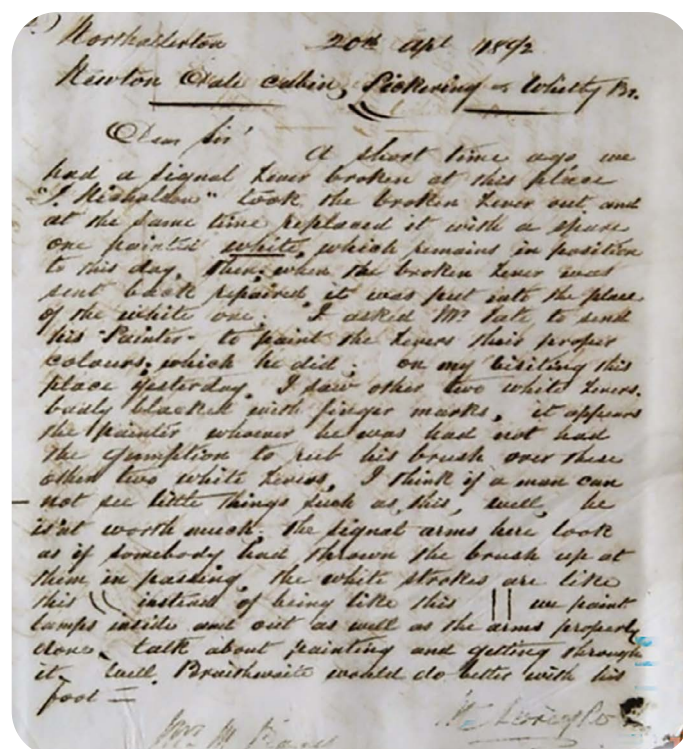 Northallerton 20th Apl 1892
Newton Dale cabin, Pickering & Whitby Br.
Dear Sir
A short time ago we
had a signal Lever broken at this place
"J. Nicholson" took the broken Lever out and
at the same time replaced it with a spare
one painted white, which remains in position
to this day, then when the broken Lever was
sent back repaired it was put into the place
of the white one. I asked Mr Tate to send
his "Painter" to paint the Levers their proper
colours, which he did; on my visiting this
place yesterday, I saw other two white Levers,
badly blacked with finger marks, it appears
the painter whoever he was had not had
the gumption to rub his brush over these
other two white Levers, I think if a man can
not see little things such as this, well, he
isn't worth much. the signal arms here look
as if somebody had thrown the brush up at
them in passing, the white strokes are like
this (( instead of being like this || we paint
lamps inside and out as well as the arms properly
done. talk about painting and getting through
it Will Braithwaite would do better with his
foot =
Mr